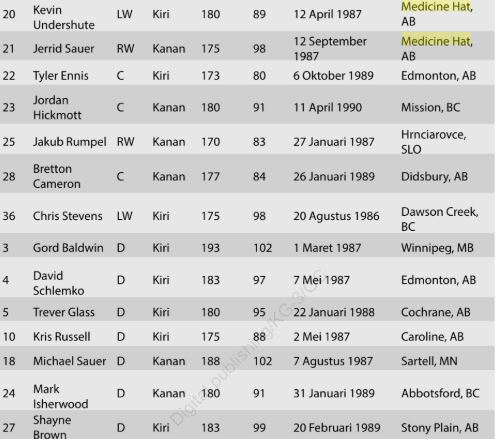 20 Kevin Undershute LW Kiri 180 89 12 April 1987 Medicine Hat, AB
21 Jerrid Sauer RW Kanan 175 98 12 September 1987 Medicine Hat, AB
22 Tyler Ennis C Kiri 173 80 6 Oktober 1989 Edmonton, AB
23 Jordan Hickmott C Kanan 180 91 11 April 1990 Mission, BC
25 Jakub Rumpel RW Kanan 170 83 27 Januari 1987 Hrnciarovce, SLO
28 Bretton Cameron C Kanan 177 84 26 Januari 1989 Didsbury, AB
36 Chris Stevens LW Kiri 175 98 20 Agustus 1986 Dawson Creek, BC
3 Gord Baldwin D Kiri 193 102 1 Maret 1987 Winnipeg, MB
4 David Schlemko D Kiri 183 97 7 Mei 1987 Edmonton, AB
5 Trever Glass D Kiri 180 95 22 Januari 1988 Cochrane, AB
10 Kris Russell D Kiri 175 88 2 Mei 1987 Caroline, AB
18 Michael Sauer D Kanan 188 102 7 Agustus 1987 Sartell, MN
24 Mark Isherwood D Kanan 180 91 31 Januari 1989 Abbotsford, BC
27 Shayne Brown D Kiri 183 99 20 Februari 1989 Stony Plain, AB
Digital publishing/KG-3/GC